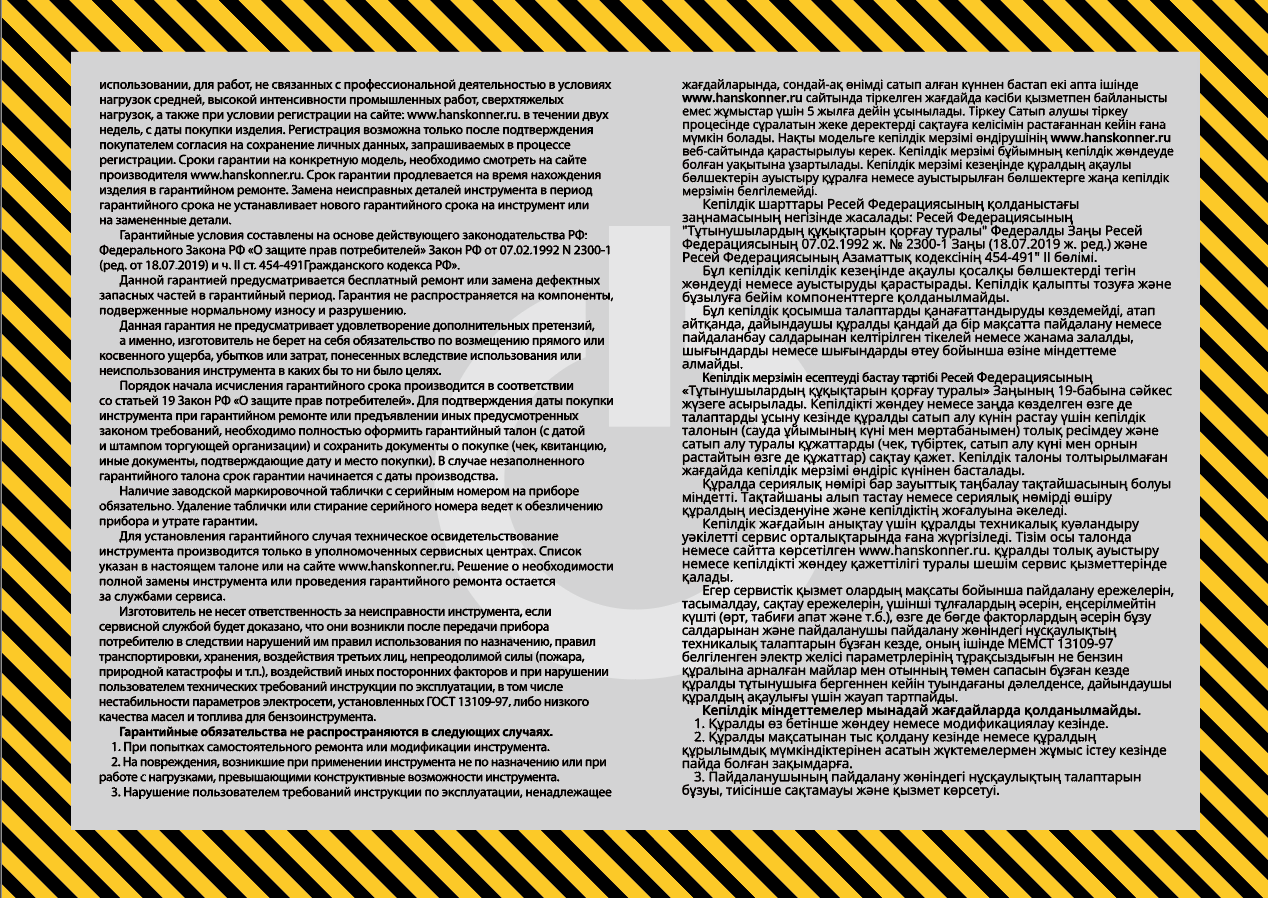 использовании, для работ, не связанных с профессиональной деятельностью в условиях
нагрузок средней, высокой интенсивности промышленных работ, сверхтяжелых
нагрузок, а также при условии регистрации на сайте: www.hanskonner.ru. в течении двух
недель, с даты покупки изделия. Регистрация возможна только после подтверждения
покупателем согласия на сохранение личных данных, запрашиваемых в процессе
регистрации. Сроки гарантии на конкретную модель, необходимо смотреть на сайте
производителя www.hanskonner.ru. Срок гарантии продлевается на время нахождения
изделия в гарантийном ремонте. Замена неисправных деталей инструмента в период
гарантийного срока не устанавливает нового гарантийного срока на инструмент или
на замененные детали.
Гарантийные условия составлены на основе действующего законодательства РФ:
Федерального Закона РФ «О защите прав потребителей» Закон РФ от 07.02.1992 N 2300-1
(ред. от 18.07.2019) и ч. II ст. 454-491Гражданского кодекса РФ».
Данной гарантией предусматривается бесплатный ремонт или замена дефектных
запасных частей в гарантийный период. Гарантия не распространяется на компоненты,
подверженные нормальному износу и разрушению.
Данная гарантия не предусматривает удовлетворение дополнительных претензий,
а именно, изготовитель не берет на себя обязательство по возмещению прямого или
косвенного ущерба, убытков или затрат, понесенных вследствие использования или
неиспользования инструмента в каких бы то ни было целях.
Порядок начала исчисления гарантийного срока производится в соответствии
со статьей 19 Закон РФ «О защите прав потребителей». Для подтверждения даты покупки
инструмента при гарантийном ремонте или предъявлении иных предусмотренных
законом требований, необходимо полностью оформить гарантийный талон (с датой
и штампом торгующей организации) и сохранить документы о покупке (чек, квитанцию,
иные документы, подтверждающие дату и место покупки). В случае незаполненного
гарантийного талона срок гарантии начинается с даты производства.
Наличие заводской маркировочной таблички с серийным номером на приборе
обязательно. Удаление таблички или стирание серийного номера ведет к обезличению
прибора и утрате гарантии.
Для установления гарантийного случая техническое освидетельствование
инструмента производится только в уполномоченных сервисных центрах. Список
указан в настоящем талоне или на сайте www.hanskonner.ru. Решение о необходимости
полной замены инструмента или проведения гарантийного ремонта остается
за службами сервиса.
Изготовитель не несет ответственность за неисправности инструмента, если
сервисной службой будет доказано, что они возникли после передачи прибора
потребителю в следствии нарушений им правил использования по назначению, правил
транспортировки, хранения, воздействия третьих лиц, непреодолимой силы (пожара,
природной катастрофы и т.п.), воздействий иных посторонних факторов и при нарушении
пользователем технических требований инструкции по эксплуатации, в том числе
нестабильности параметров электросети, установленных ГОСТ 13109-97, либо низкого
качества масел и топлива для бензоинструмента.
Гарантийные обязательства не распространяются в следующих случаях.
1. При попытках самостоятельного ремонта или модификации инструмента.
2. На повреждения, возникшие при применении инструмента не по назначению или при
работе с нагрузками, превышающими конструктивные возможности инструмента.
3. Нарушение пользователем требований инструкции по эксплуатации, ненадлежащее
жағдайларында, сондай-ақ өнімді сатып алған күннен бастап екі апта ішінде
www.hanskonner.ru сайтында тіркелген жағдайда кәсіби қызметпен байланысты
емес жұмыстар үшін 5 жылға дейін ұсынылады. Тіркеу Сатып алушы тіркеу
процесінде сұралатын жеке деректерді сақтауға келісімін растағаннан кейін ғана
мүмкін болады. Нақты модельге кепілдік мерзімі өндірушінің www.hanskonner.ru
веб-сайтында қарастырылуы керек. Кепілдік мерзімі бұйымның кепілдік жөндеуде
болған уақытына ұзартылады. Кепілдік мерзімі кезеңінде құралдың ақаулы
бөлшектерін ауыстыру құралға немесе ауыстырылған бөлшектерге жаңа кепілдік
мерзімін белгілемейді.
Кепілдік шарттары Ресей Федерациясының қолданыстағы
заңнамасының негізінде жасалады: Ресей Федерациясының
"Тұтынушылардың құқықтарын қорғау туралы" Федералды Заңы Ресей
Федерациясының 07.02.1992 ж. № 2300-1 Заңы (18.07.2019 ж. ред.) және
Ресей Федерациясының Азаматтық кодексінің 454-491" II бөлімі.
Бұл кепілдік кепілдік кезеңінде ақаулы қосалқы бөлшектерді тегін
жөндеуді немесе ауыстыруды қарастырады. Кепілдік қалыпты тозуға және
бұзылуға бейім компоненттерге қолданылмайды.
Бұл кепілдік қосымша талаптарды қанағаттандыруды көздемейді, атап
айтқанда, дайындаушы құралды қандай да бір мақсатта пайдалану немесе
пайдаланбау салдарынан келтірілген тікелей немесе жанама залалды,
шығындарды немесе шығындарды өтеу бойынша өзіне міндеттеме
алмайды.
Кепілдік мерзімін есептеуді бастау тәртібі Ресей Федерациясының
«Тұтынушылардың құқықтарын қорғау туралы» Заңының 19-бабына сәйкес
жүзеге асырылады. Кепілдікті жөндеу немесе заңда көзделген өзге де
талаптарды ұсыну кезінде құралды сатып алу күнін растау үшін кепілдік
талонын (сауда ұйымының күні мен мөртабанымен) толық ресімдеу және
сатып алу туралы құжаттарды (чек, түбіртек, сатып алу күні мен орнын
растайтын өзге де құжаттар) сақтау қажет. Кепілдік талоны толтырылмаған
жағдайда кепілдік мерзімі өндіріс күнінен басталады.
Құралда сериялық нөмірі бар зауыттық таңбалау тақтайшасының болуы
міндетті. Тақтайшаны алып тастау немесе сериялық нөмірді өшіру
құралдың иесізденуіне және кепілдіктің жоғалуына әкеледі.
Кепілдік жағдайын анықтау үшін құралды техникалық куәландыру
уәкілетті сервис орталықтарында ғана жүргізіледі. Тізім осы талонда
немесе сайтта көрсетілген www.hanskonner.ru. құралды толық ауыстыру
немесе кепілдікті жөндеу қажеттілігі туралы шешім сервис қызметтерінде
қалады.
Егер сервистік қызмет олардың мақсаты бойынша пайдалану ережелерін,
тасымалдау, сақтау ережелерін, үшінші тұлғалардың әсерін, еңсерілмейтін
күшті (өрт, табиғи апат және т.б.), өзге де бөгде факторлардың әсерін бұзу
салдарынан және пайдаланушы пайдалану жөніндегі нұсқаулықтың
техникалық талаптарын бұзған кезде, оның ішінде МЕМСТ 13109-97
белгіленген электр желісі параметрлерінің тұрақсыздығын не бензин
құралына арналған майлар мен отынның төмен сапасын бұзған кезде
құралды тұтынушыға бергеннен кейін туындағаны дәлелденсе, дайындаушы
құралдың ақаулығы үшін жауап тартпайды.
Кепілдік міндеттемелер мынадай жағдайларда қолданылмайды.
1. Құралды өз бетінше жөндеу немесе модификациялау кезінде.
2. Құралды мақсатынан тыс қолдану кезінде немесе құралдың
құрылымдық мүмкіндіктерінен асатын жүктемелермен жұмыс істеу кезінде
пайда болған зақымдарға.
3. Пайдаланушының пайдалану жөніндегі нұсқаулықтың талаптарын
бұзуы, тиісінше сақтамауы және қызмет көрсетуі.